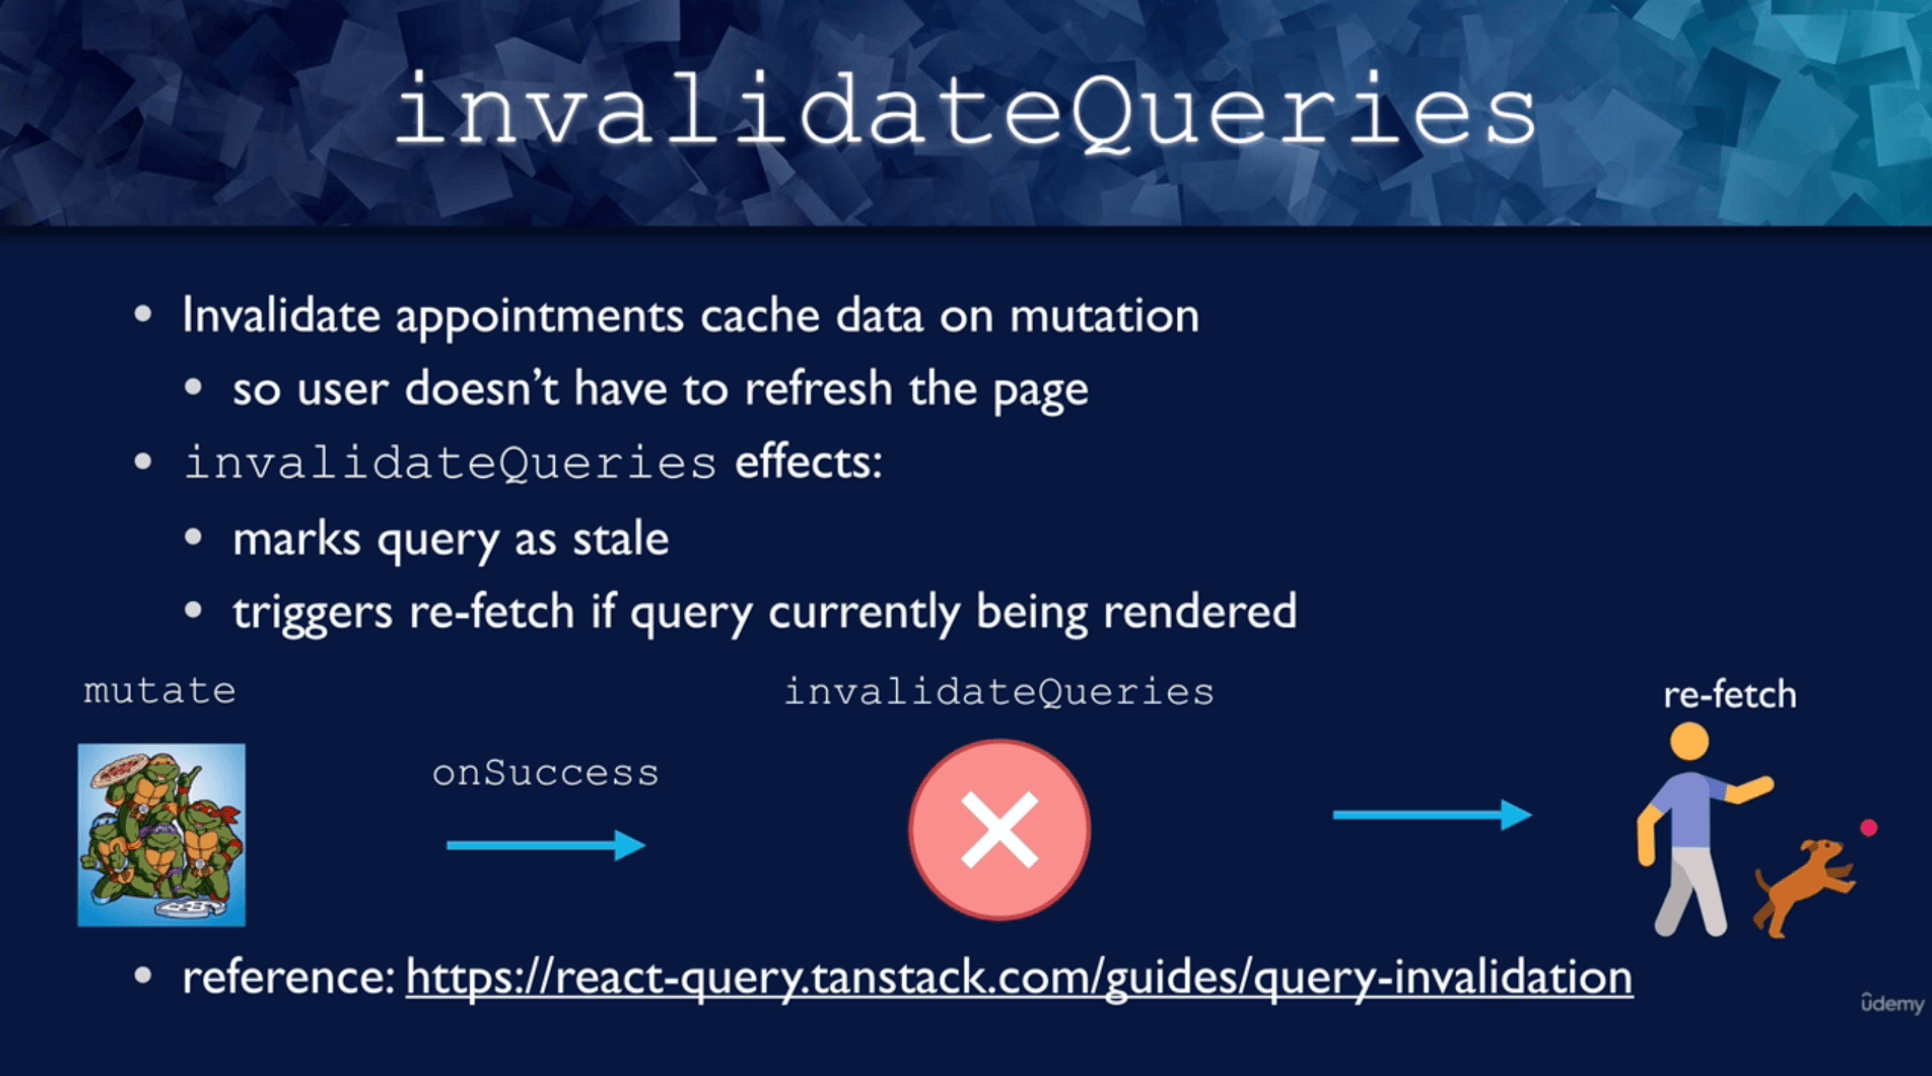 invalidateQueries
• Invalidate appointments cache data on mutation
• so user doesn’t have to refresh the page
• invalidateQueries effects:
• marks query as stale
• triggers re-fetch if query currently being rendered
mutate
onSuccess
invalidateQueries
re-fetch
• reference: https://react-query.tanstack.com/guides/query-invalidation
ûdemy